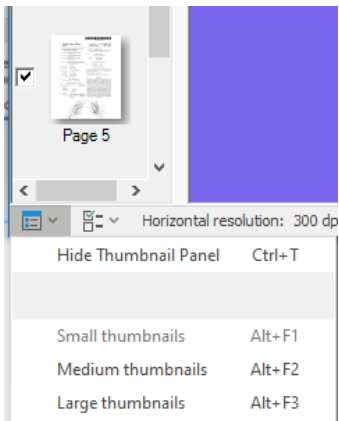 Page 5
Horizontal resolution: 300 dp
Hide Thumbnail Panel Ctrl+T
Small thumbnails Alt+F1
Medium thumbnails Alt+F2
Large thumbnails Alt+F3